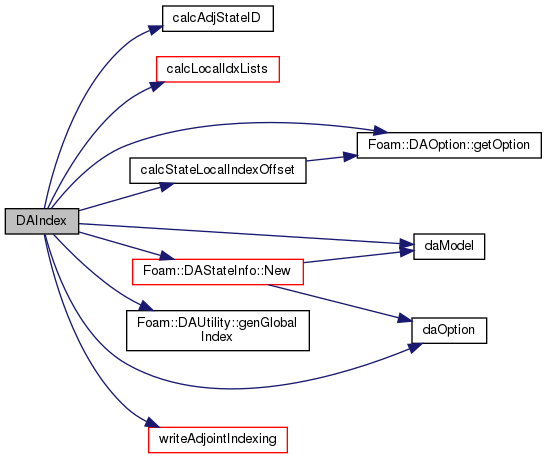 calcAdjStateID
calcLocalIdxLists
Foam::DAOption::getOption
calcStateLocalIndexOffset
DAIndex
daModel
Foam::DAStateInfo::New
Foam::DAUtility::genGlobal
Index
daOption
writeAdjointIndexing